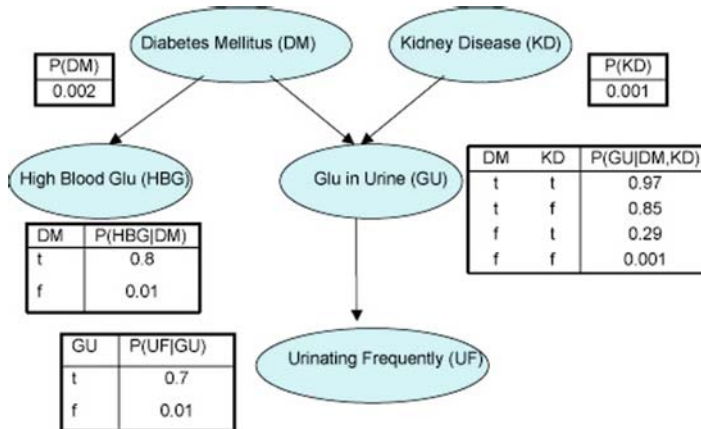 Diabetes Mellitus (DM)
Kidney Disease (KD)
P(DM)
0.002
P(KD)
0.001
High Blood Glu (HBG)
Glu in Urine (GU)
DM KD P(GU|DM,KD)
t t 0.97
t f 0.85
f t 0.29
f f 0.001
DM P(HBG|DM)
t 0.8
f 0.01
GU P(UF|GU)
t 0.7
f 0.01
Urinating Frequently (UF)